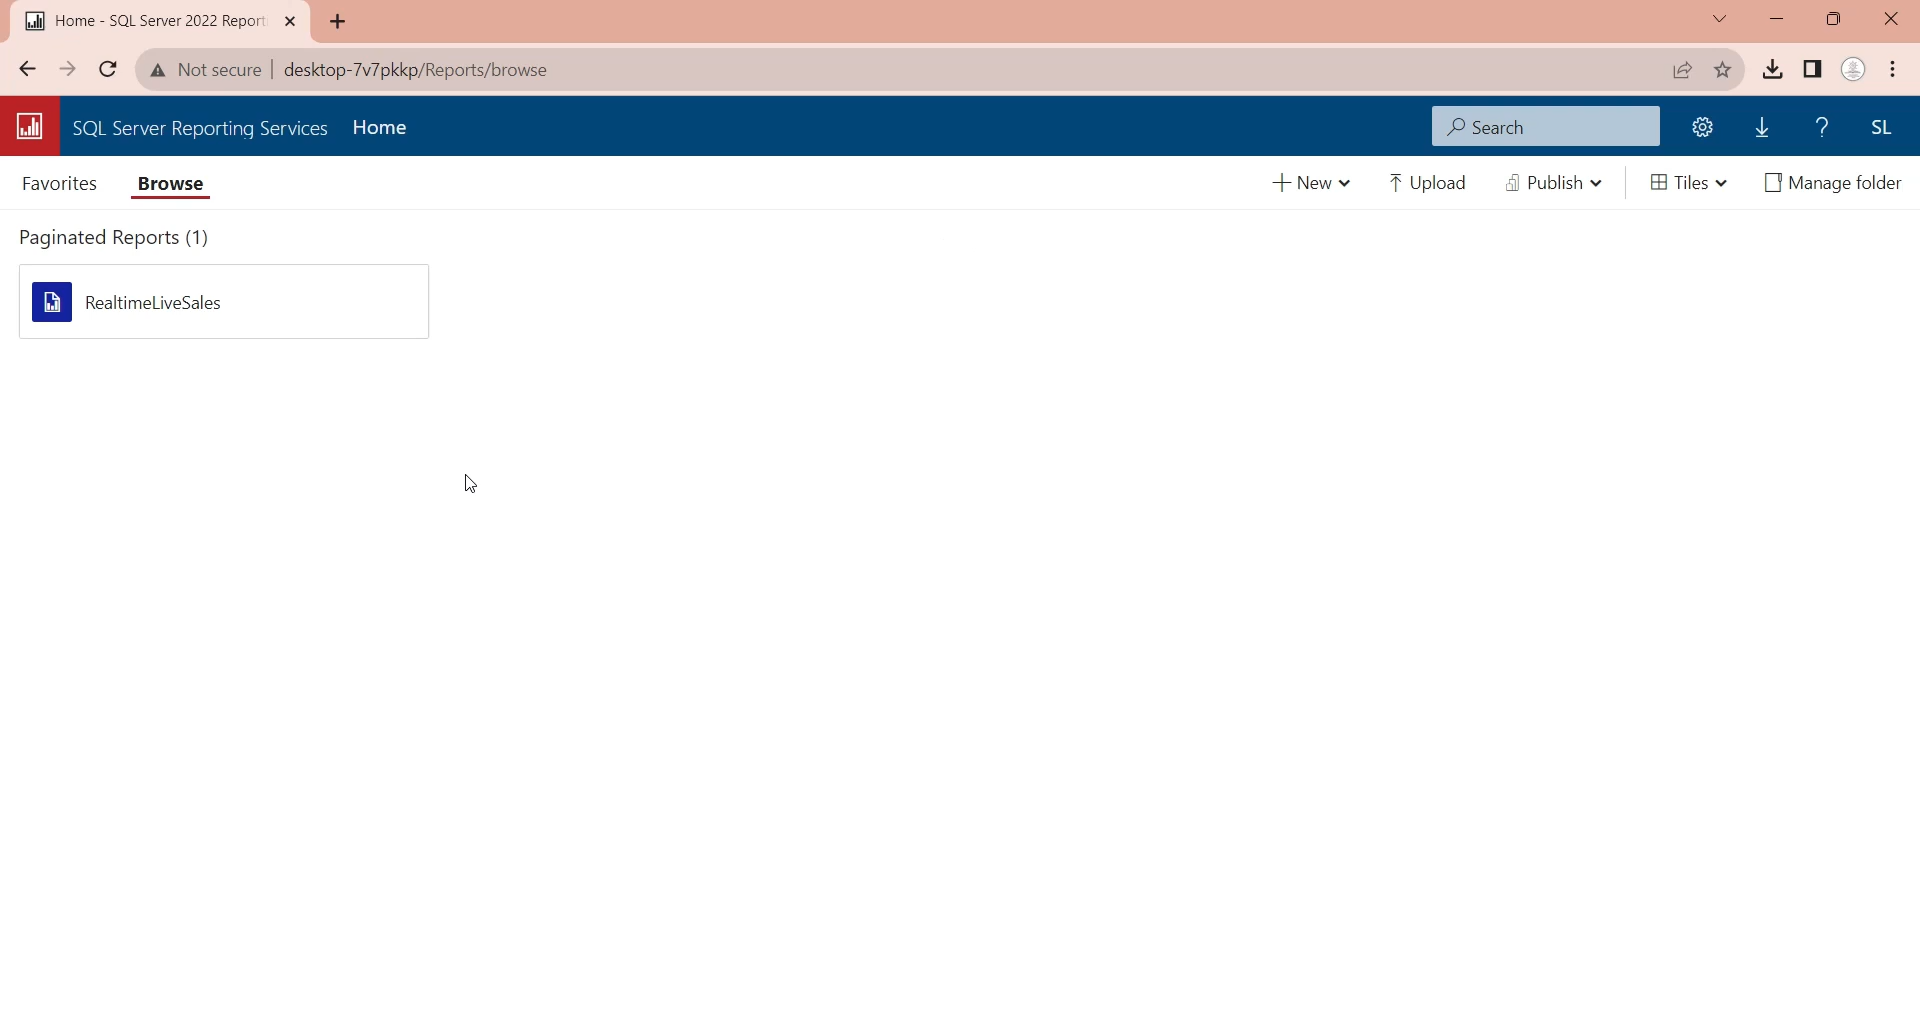 Home - SQL Server 2022 Report
Not secure desktop-7v7pkkp/Reports/browse
SQL Server Reporting Services Home Search ? SL
Favorites Browse New Upload Publish Tiles Manage folder
Paginated Reports (1)
RealtimeLiveSales